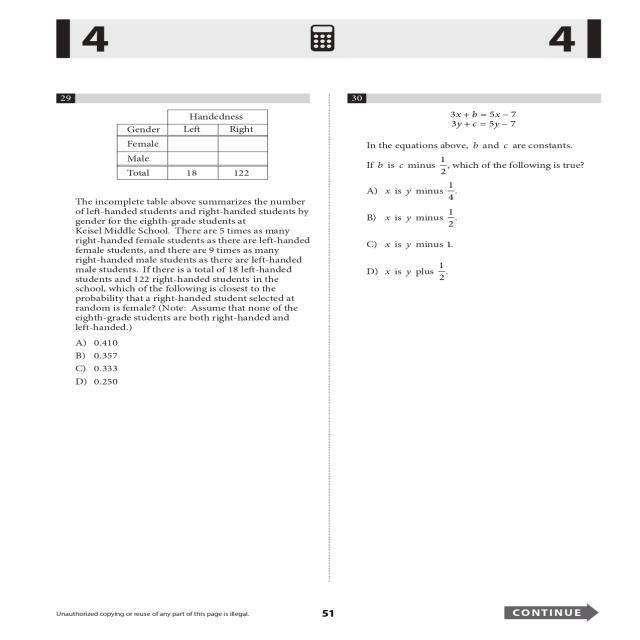 4
4
29
Handedness
Gender Left Right
Female
Male
Total 18 122
The incomplete table above summarizes the number
of left-handed students and right-handed students by
gender for the eighth-grade students at
Keisel Middle School. There are 5 times as many
right-handed female students as there are left-handed
female students, and there are 9 times as many
right-handed male students as there are left-handed
male students. If there is a total of 18 left-handed
students and 122 right-handed students in the
school, which of the following is closest to the
probability that a right-handed student selected at
random is female? (Note: Assume that none of the
eighth-grade students are both right-handed and
left-handed.)
A) 0.410
B) 0.357
C) 0.333
D) 0.250
30
3x + b = 5x − 7
3y + c = 5y − 7
In the equations above, b and c are constants.
If b is c minus 1/2, which of the following is true?
A) x is y minus 1/4.
B) x is y minus 1/2.
C) x is y minus 1.
D) x is y plus 1/2.
Unauthorized copying or reuse of any part of this page is illegal.
51
CONTINUE